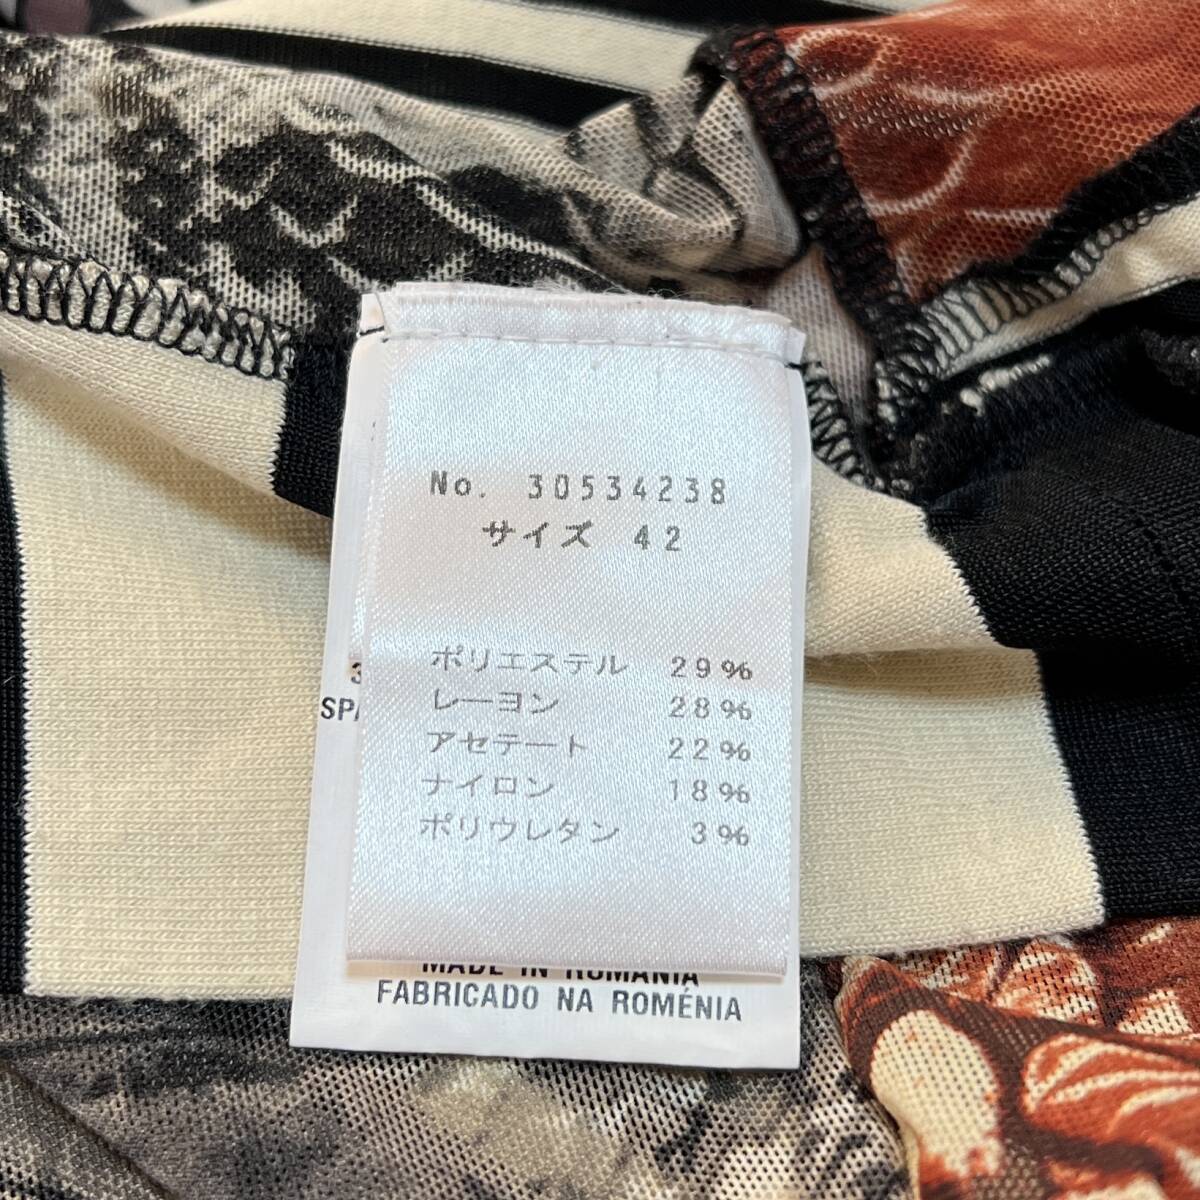 No. 30534238
サイズ 42
ポリエステル 29%
レーヨン 28%
アセテート 22%
ナイロン 18%
ポリウレタン 3%
MADE IN ROMANIA
FABRICADO NA ROMÉNIA